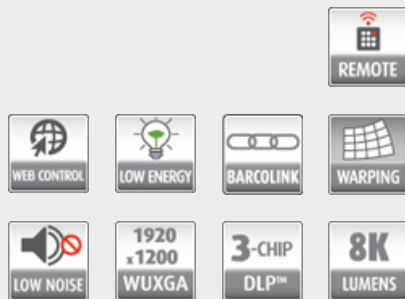 REMOTE
WEB CONTROL
LOW ENERGY
BARCOLINK
WARPING
LOW NOISE
1920
x1200
WUXGA
3-CHIP
DLP™
8K
LUMENS